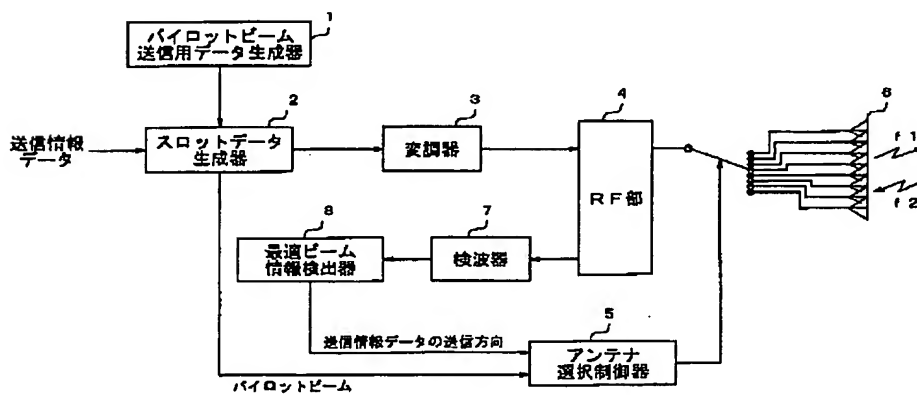 1
パイロットビーム
送信用データ生成器
2
スロットデータ
生成器
送信情報
データ
3
変調器
4
RF部
6
f1
f2
8
最適ビーム
情報検出器
7
検波器
5
アンテナ
選択制御器
送信情報データの送信方向
パイロットビーム